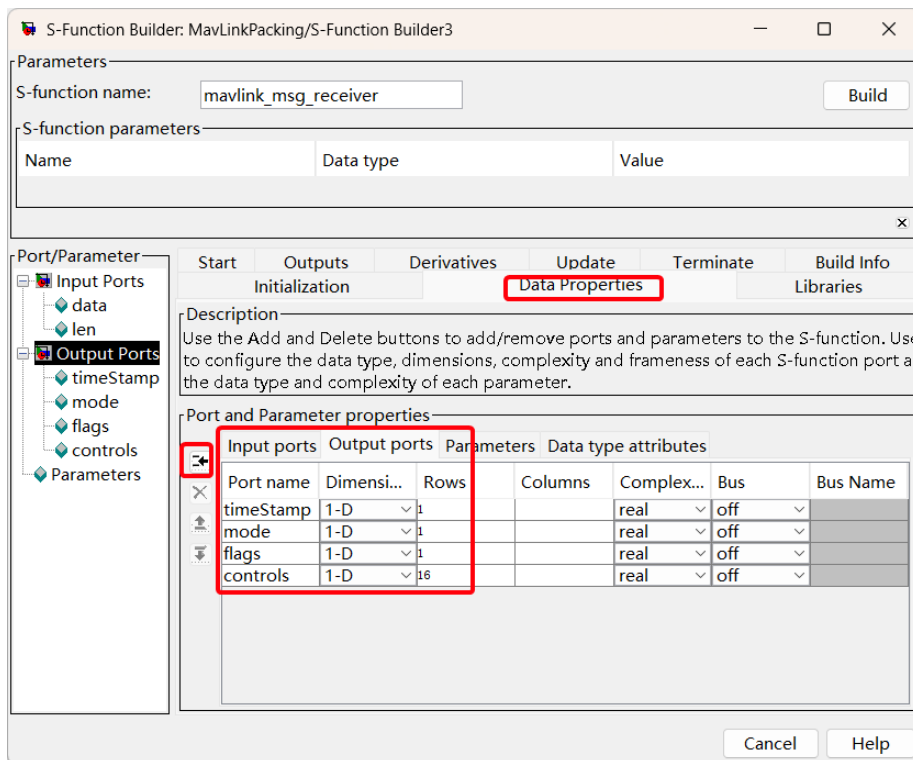 S-Function Builder: MavLinkPacking/S-Function Builder3
Parameters
S-function name: mavlink_msg_receiver Build
S-function parameters
Name Data type Value
Port/Parameter
Input Ports
data
len
Output Ports
timeStamp
mode
flags
controls
Parameters
Start Outputs Derivatives Update Terminate Build Info
Initialization Data Properties Libraries
Description
Use the Add and Delete buttons to add/remove ports and parameters to the S-function. Use
to configure the data type, dimensions, complexity and frameness of each S-function port a
the data type and complexity of each parameter.
Port and Parameter properties
Input ports Output ports Parameters Data type attributes
Port name Dimensi... Rows Columns Complex... Bus Bus Name
timeStamp 1-D 1 real off
mode 1-D 1 real off
flags 1-D 1 real off
controls 1-D 16 real off
Cancel Help